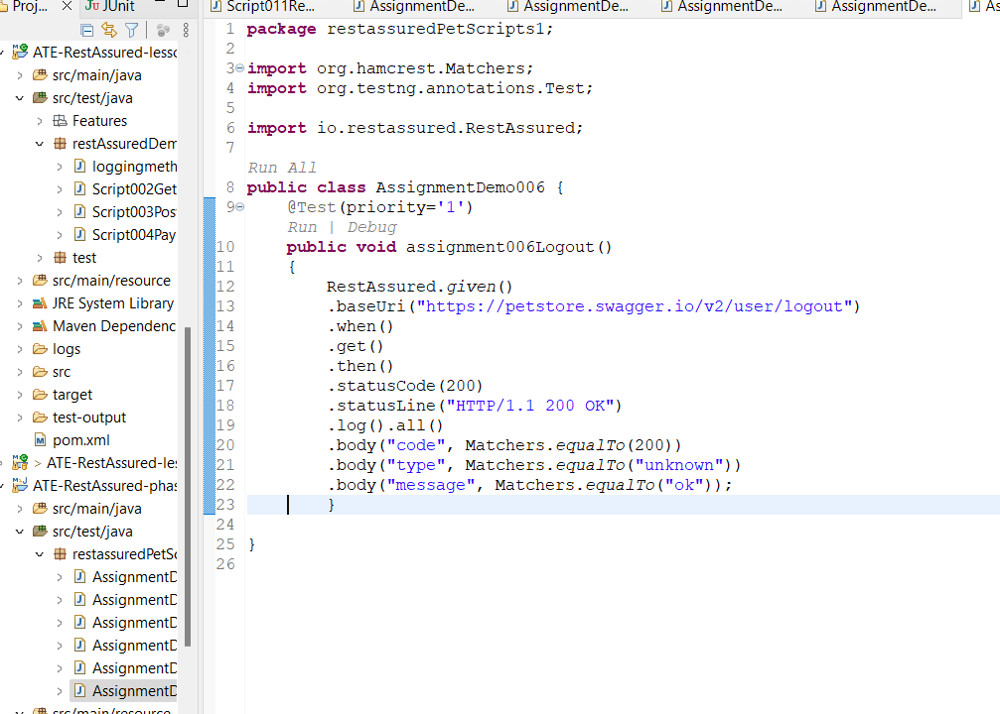 Proj... JUnit
Script011Re... AssignmentDe... AssignmentDe... AssignmentDe... AssignmentDe... As
ATE-RestAssured-lesso
src/main/java
src/test/java
Features
restAssuredDem
loggingmeth
Script002Get
Script003Pos
Script004Pay
test
src/main/resource
JRE System Library
Maven Dependenc
logs
src
target
test-output
pom.xml
> ATE-RestAssured-les
ATE-RestAssured-phas
src/main/java
src/test/java
restassuredPetSc
AssignmentD
AssignmentD
AssignmentD
AssignmentD
AssignmentD
AssignmentD
src/main/resource
1 package restassuredPetScripts1;
2
3 import org.hamcrest.Matchers;
4 import org.testng.annotations.Test;
5
6 import io.restassured.RestAssured;
7
Run All
8 public class AssignmentDemo006 {
9 @Test(priority='1')
Run | Debug
10 public void assignment006Logout()
11 {
12 RestAssured.given()
13 .baseUri("https://petstore.swagger.io/v2/user/logout")
14 .when()
15 .get()
16 .then()
17 .statusCode(200)
18 .statusLine("HTTP/1.1 200 OK")
19 .log().all()
20 .body("code", Matchers.equalTo(200))
21 .body("type", Matchers.equalTo("unknown"))
22 .body("message", Matchers.equalTo("ok"));
23 }
24
25 }
26